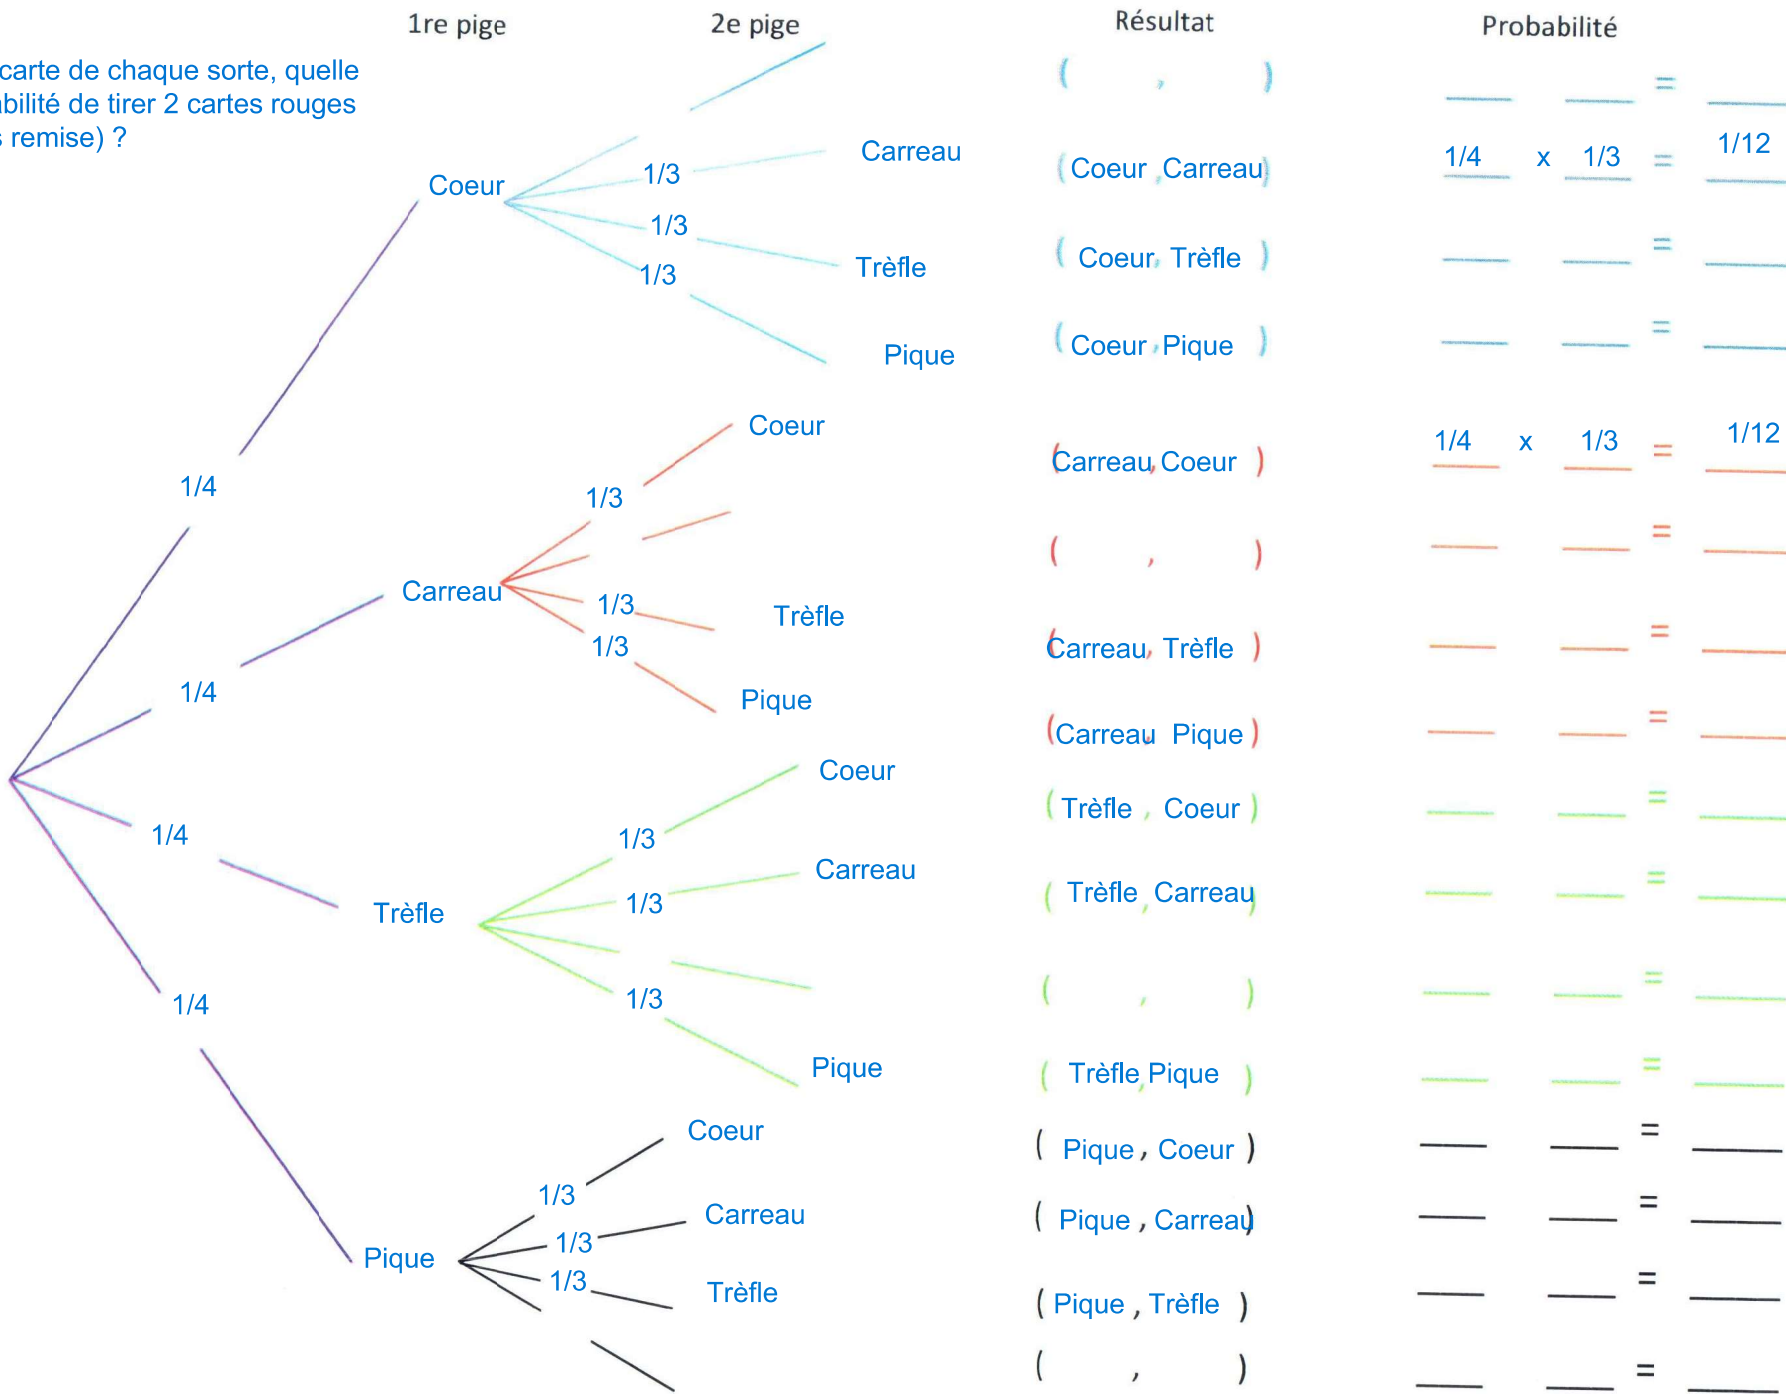 1re pige 2e pige Résultat Probabilité
carte de chaque sorte, quelle
abilité de tirer 2 cartes rouges
s remise) ?
( , ) =
Coeur 1/3 Carreau (Coeur, Carreau) 1/4 x 1/3 = 1/12
1/3 Trèfle (Coeur, Trèfle) =
1/3 Pique (Coeur, Pique) =
1/4
Coeur (Carreau, Coeur) 1/4 x 1/3 = 1/12
1/3
( , ) =
Carreau 1/3 Trèfle (Carreau, Trèfle) =
1/3
1/4 Pique (Carreau, Pique) =
Coeur (Trèfle, Coeur) =
1/4 1/3
Carreau (Trèfle, Carreau) =
Trèfle 1/3
( , ) =
1/4 1/3
Pique (Trèfle, Pique) =
Coeur (Pique, Coeur) =
1/3
Carreau (Pique, Carreau) =
Pique 1/3
1/3 Trèfle (Pique, Trèfle) =
( , ) =